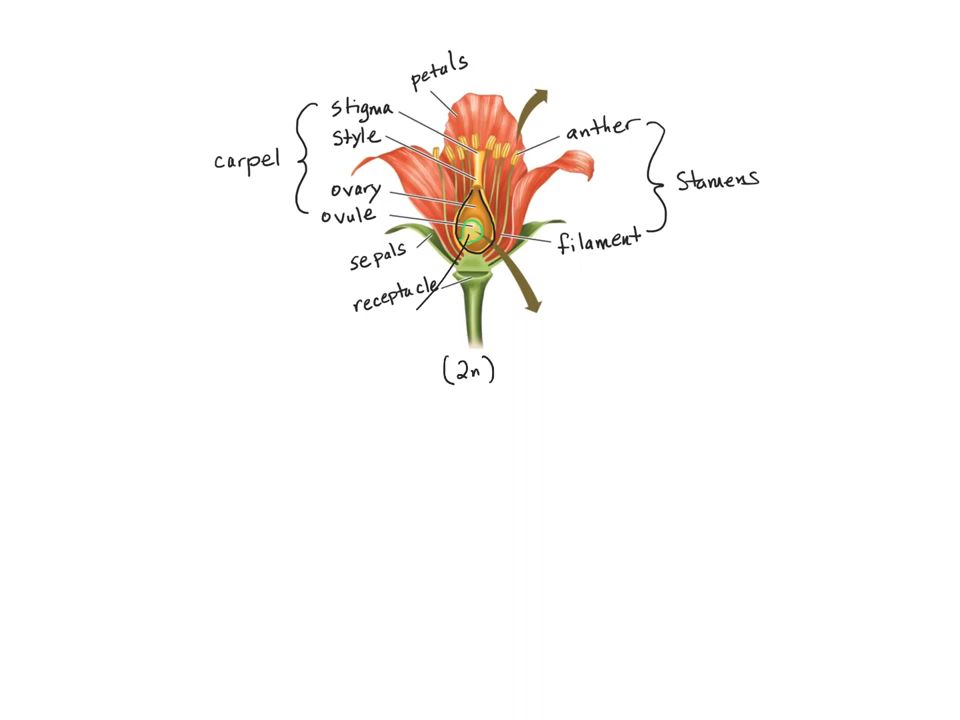 petals
stigma
style
carpel
ovary
ovule
sepals
receptacle
anther
Stamens
filament
(2n)